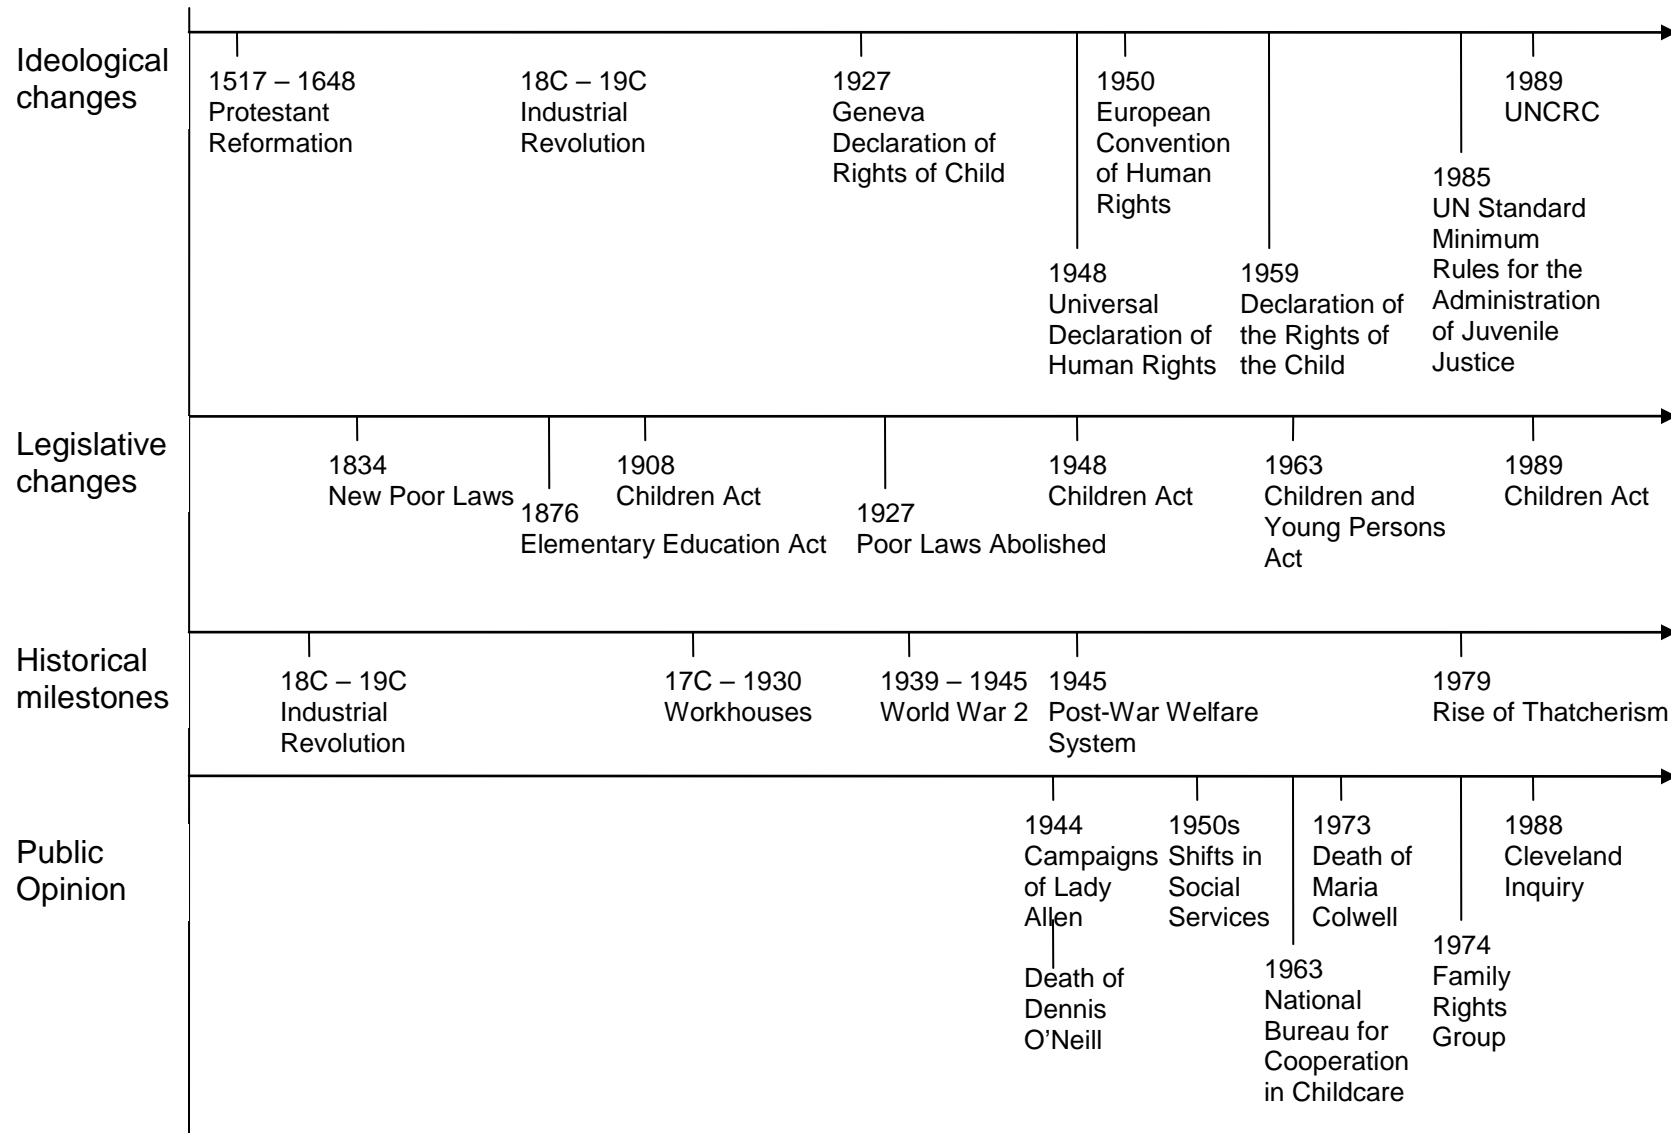 Ideological
changes
1517 – 1648
Protestant
Reformation
18C – 19C
Industrial
Revolution
1927
Geneva
Declaration of
Rights of Child
1948
Universal
Declaration of
Human Rights
1950
European
Convention
of Human
Rights
1959
Declaration of
the Rights of
the Child
1985
UN Standard
Minimum
Rules for the
Administration
of Juvenile
Justice
1989
UNCRC
Legislative
changes
1834
New Poor Laws
1876
Elementary Education Act
1908
Children Act
1927
Poor Laws Abolished
1948
Children Act
1963
Children and
Young Persons
Act
1989
Children Act
Historical
milestones
18C – 19C
Industrial
Revolution
17C – 1930
Workhouses
1939 – 1945
World War 2
1945
Post-War Welfare
System
1979
Rise of Thatcherism
Public
Opinion
1944
Campaigns
of Lady
Allen
Death of
Dennis
O’Neill
1950s
Shifts in
Social
Services
1963
National
Bureau for
Cooperation
in Childcare
1973
Death of
Maria
Colwell
1974
Family
Rights
Group
1988
Cleveland
Inquiry